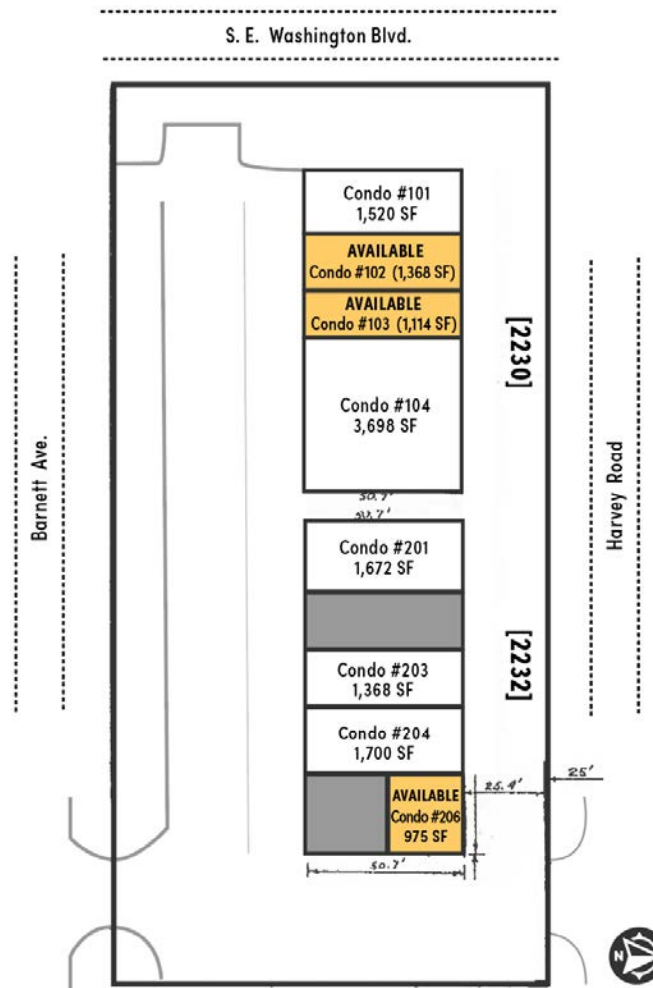 S. E. Washington Blvd.
Condo #101
1,520 SF
AVAILABLE
Condo #102 (1,368 SF)
AVAILABLE
Condo #103 (1,114 SF)
[2230]
Condo #104
3,698 SF
Barnett Ave.
Harvey Road
50.7'
50.7'
Condo #201
1,672 SF
[2232]
Condo #203
1,368 SF
Condo #204
1,700 SF
25'
25.4'
AVAILABLE
Condo #206
975 SF
50.7'
N